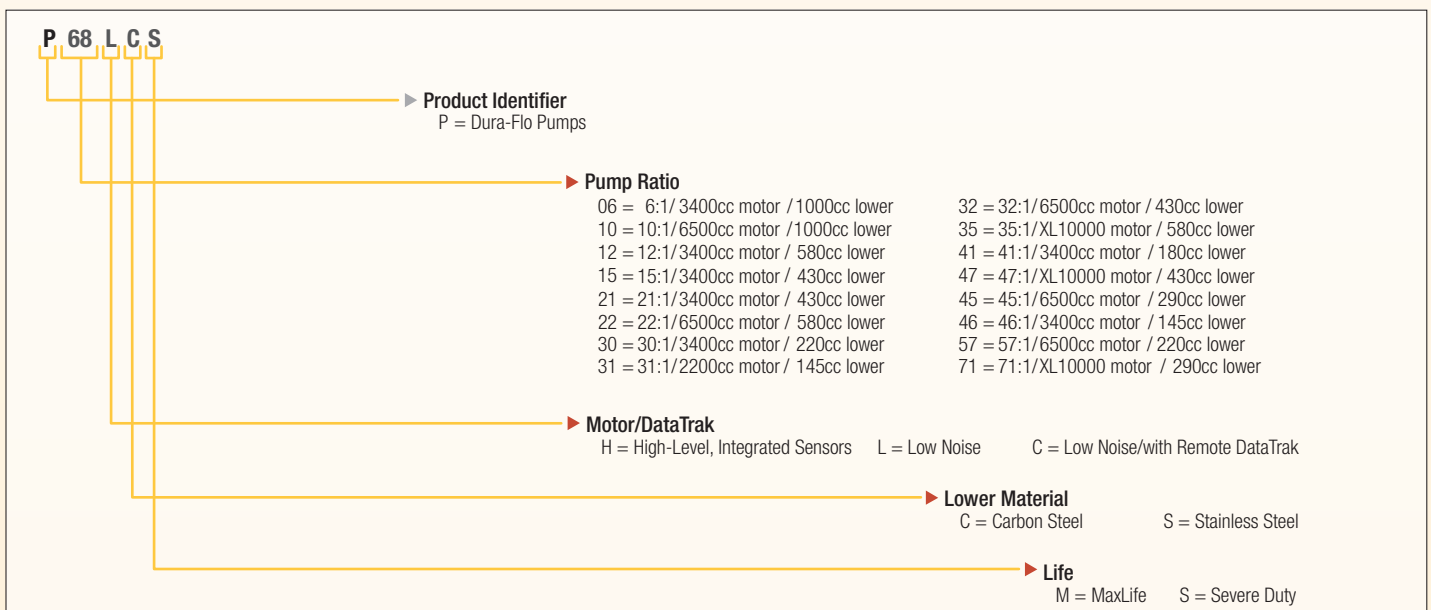 P 68 L C S
Product Identifier
P = Dura-Flo Pumps
Pump Ratio
06 = 6:1/ 3400cc motor /1000cc lower
10 = 10:1/6500cc motor /1000cc lower
12 = 12:1/3400cc motor / 580cc lower
15 = 15:1/3400cc motor / 430cc lower
21 = 21:1/3400cc motor / 430cc lower
22 = 22:1/6500cc motor / 580cc lower
30 = 30:1/3400cc motor / 220cc lower
31 = 31:1/2200cc motor / 145cc lower
32 = 32:1/6500cc motor / 430cc lower
35 = 35:1/XL10000 motor / 580cc lower
41 = 41:1/3400cc motor / 180cc lower
47 = 47:1/XL10000 motor / 430cc lower
45 = 45:1/6500cc motor / 290cc lower
46 = 46:1/3400cc motor / 145cc lower
57 = 57:1/6500cc motor / 220cc lower
71 = 71:1/XL10000 motor / 290cc lower
Motor/DataTrak
H = High-Level, Integrated Sensors L = Low Noise C = Low Noise/with Remote DataTrak
Lower Material
C = Carbon Steel S = Stainless Steel
Life
M = MaxLife S = Severe Duty